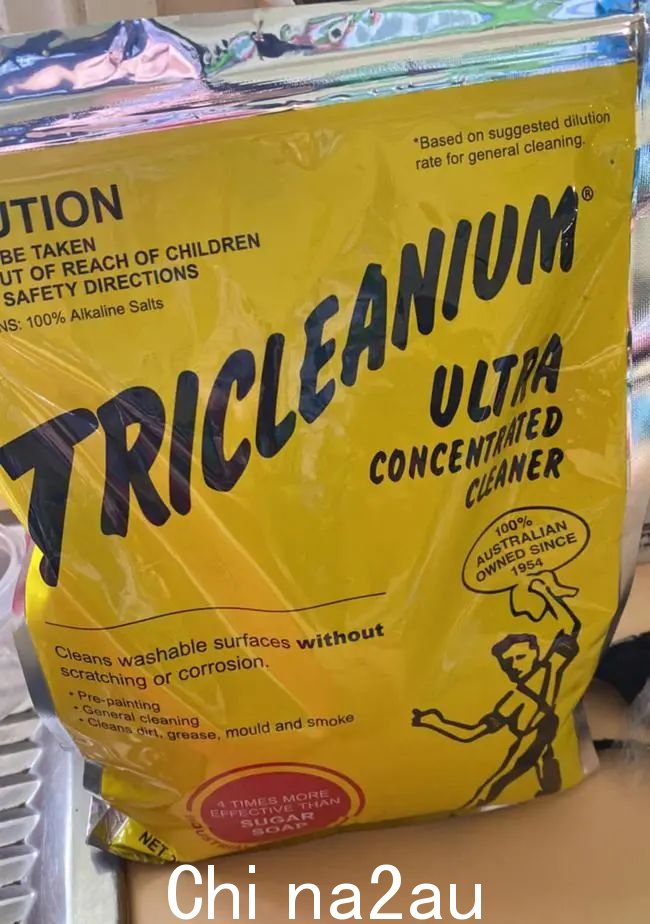 *Based on suggested dilution
rate for general cleaning.
UTION
BE TAKEN
UT OF REACH OF CHILDREN
SAFETY DIRECTIONS
NS: 100% Alkaline Salts
TRICLEANIUM®
ULTRA
CONCENTRATED
CLEANER
100%
AUSTRALIAN
OWNED SINCE
1954
Cleans washable surfaces without
scratching or corrosion.
• Pre-painting
• General cleaning
• Cleans dirt, grease, mould and smoke
4 TIMES MORE
EFFECTIVE THAN
SUGAR
SOAP
NET
China2au